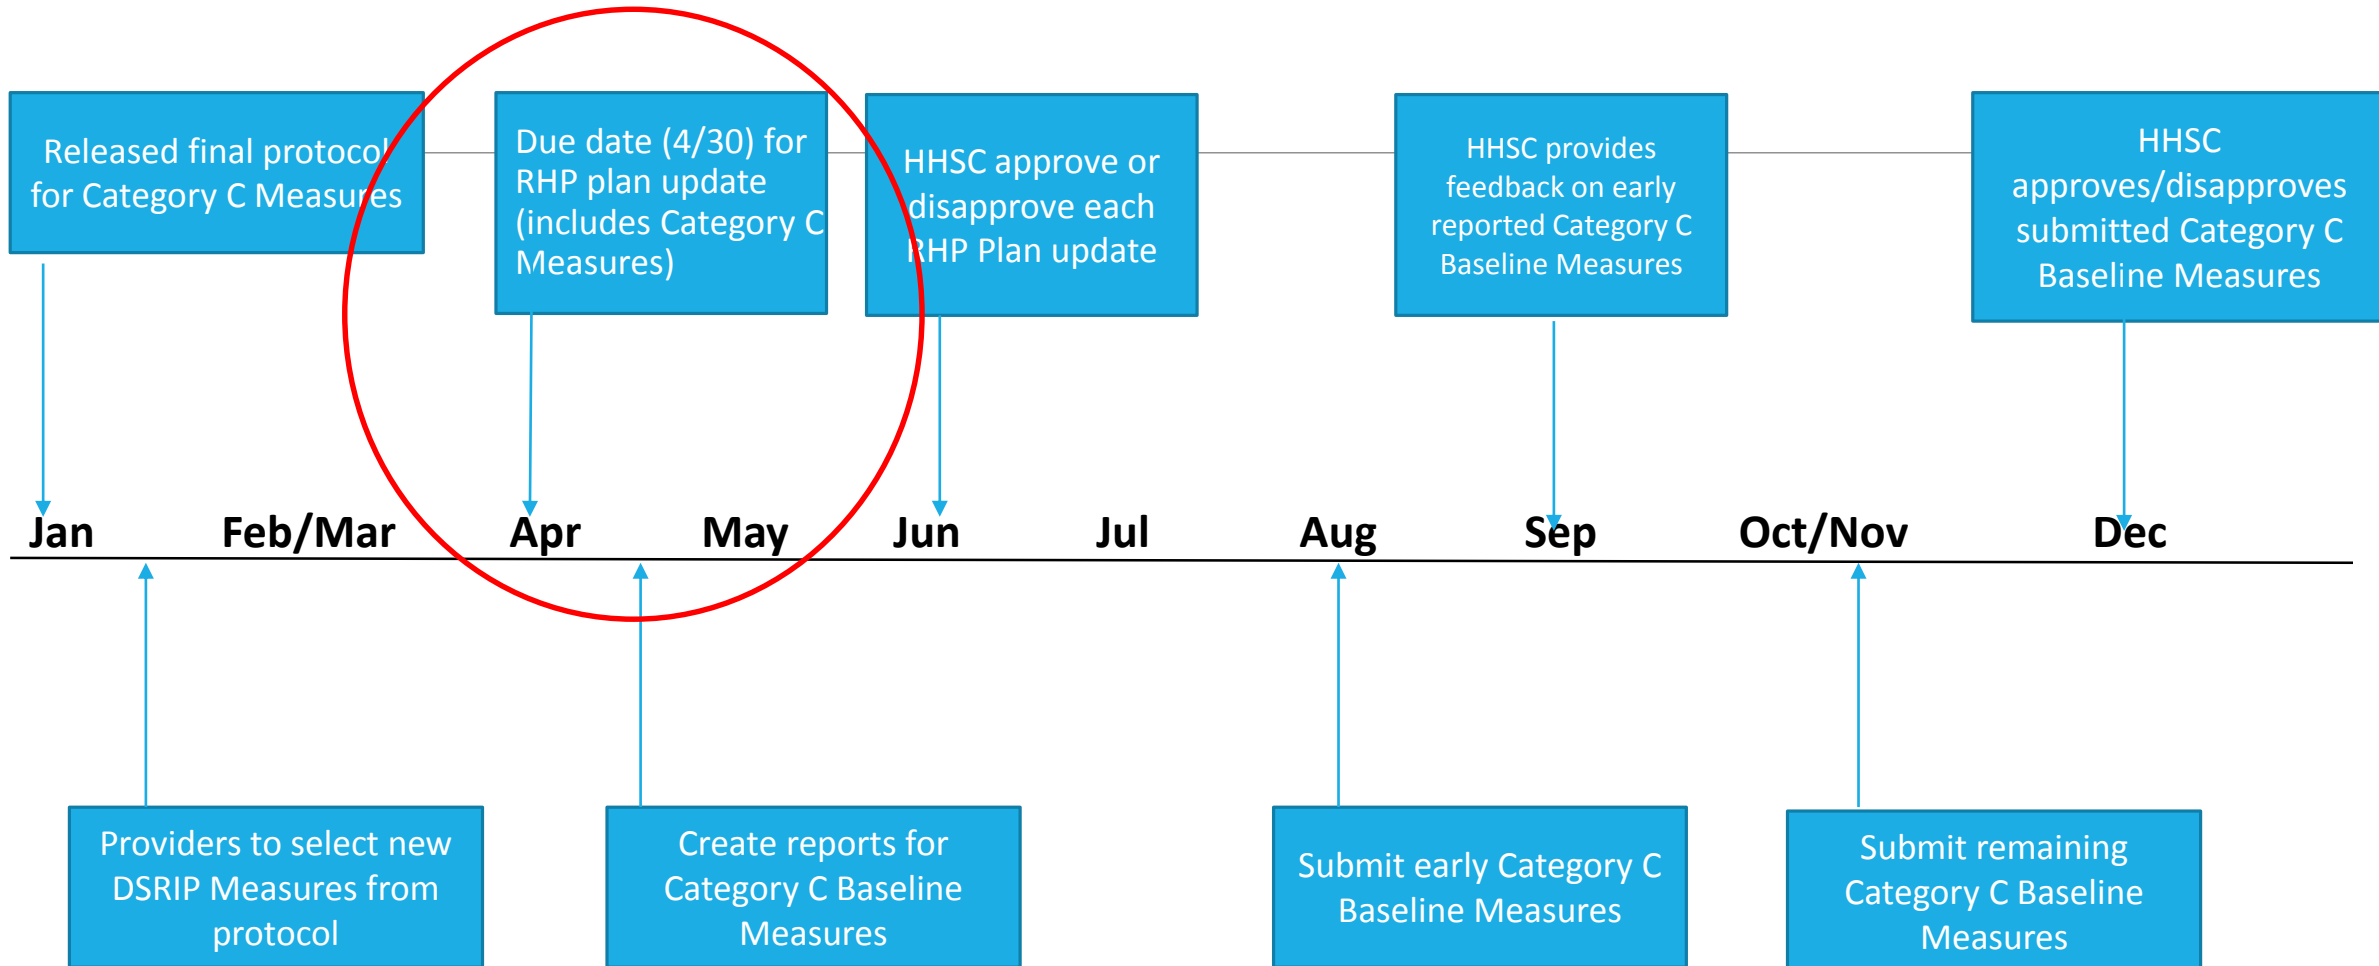 Released final protocol
for Category C Measures
Due date (4/30) for
RHP plan update
(includes Category C
Measures)
HHSC approve or
disapprove each
RHP Plan update
HHSC provides
feedback on early
reported Category C
Baseline Measures
HHSC
approves/disapproves
submitted Category C
Baseline Measures
Jan Feb/Mar Apr May Jun Jul Aug Sep Oct/Nov Dec
Providers to select new
DSRIP Measures from
protocol
Create reports for
Category C Baseline
Measures
Submit early Category C
Baseline Measures
Submit remaining
Category C Baseline
Measures